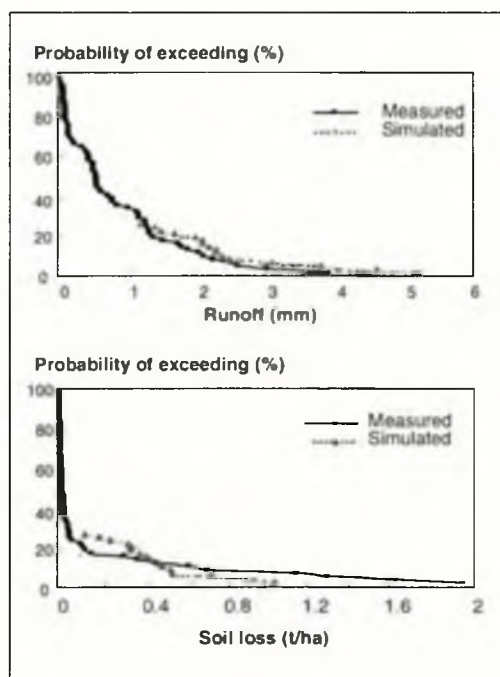 Probability of exceeding (%)
100
80
60
40
20
0
Measured
Simulated
0 1 2 3 4 5 6
Runoff (mm)
Probability of exceeding (%)
100
80
60
40
20
0
Measured
Simulated
0 0.4 0.8 1.2 1.6 2.0
Soil loss (t/ha)